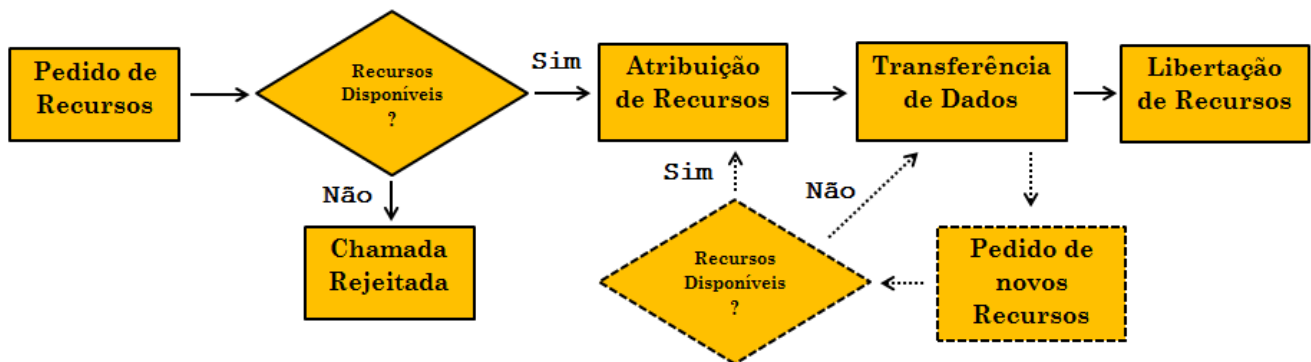 Pedido de
Recursos
Recursos
Disponíveis
?
Sim
Atribuição
de Recursos
Transferência
de Dados
Libertação
de Recursos
Não
Chamada
Rejeitada
Sim
Não
Recursos
Disponíveis
?
Pedido de
novos
Recursos